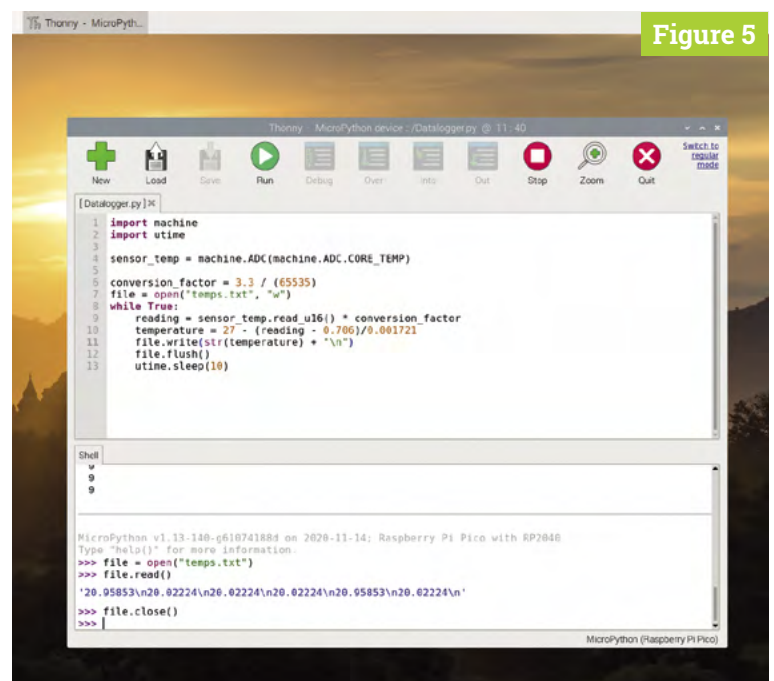 Thonny - MicroPyth...
Figure 5
Thonny MicroPython device : /Datalogger.py @ 11 : 40
New Load Save Run Debug Over Into Out Stop Zoom Quit
Switch to
regular
mode
[ Datalogger.py ]
1 import machine
2 import utime
3
4 sensor_temp = machine.ADC(machine.ADC.CORE_TEMP)
5
6 conversion_factor = 3.3 / (65535)
7 file = open("temps.txt", "w")
8 while True:
9 reading = sensor_temp.read_u16() * conversion_factor
10 temperature = 27 - (reading - 0.706)/0.001721
11 file.write(str(temperature) + "\n")
12 file.flush()
13 utime.sleep(10)
Shell
9
9
9
MicroPython v1.13-140-g61074188d on 2020-11-14; Raspberry Pi Pico with RP2040
Type "help()" for more information.
>>> file = open("temps.txt")
>>> file.read()
'20.95853\n20.02224\n20.02224\n20.02224\n20.95853\n20.02224\n'
>>> file.close()
>>>
MicroPython (Raspberry Pi Pico)